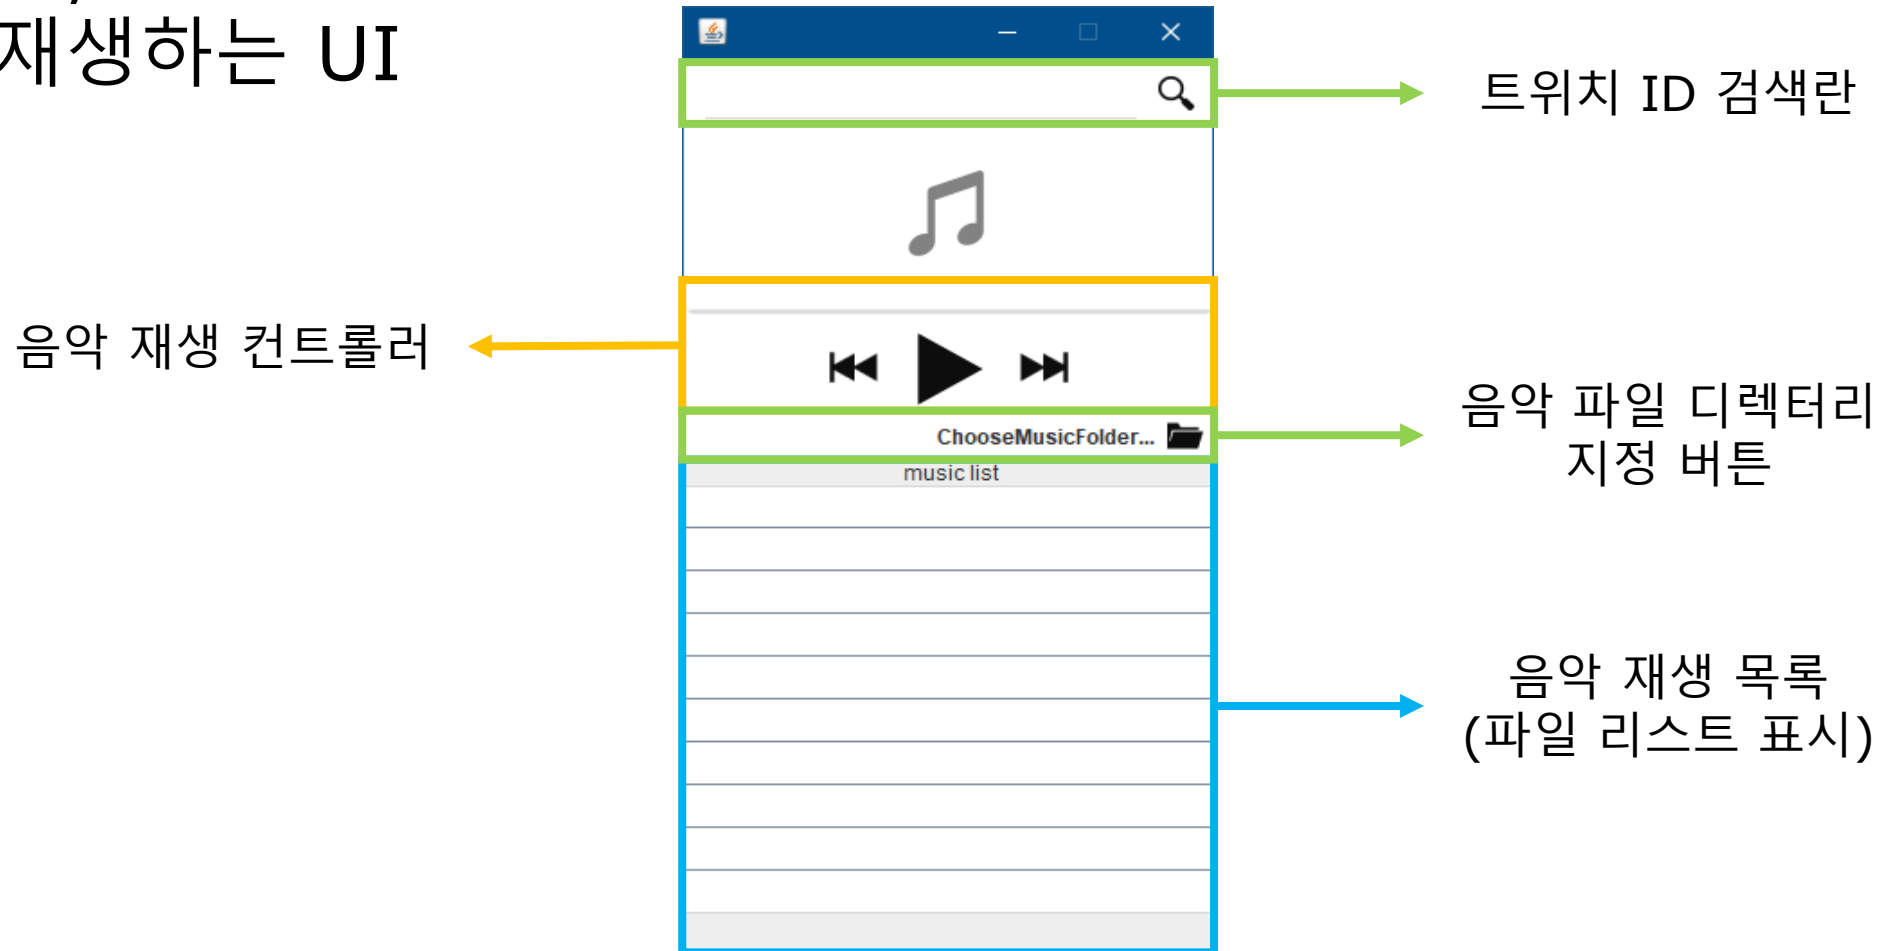 재생하는 UI
트위치 ID 검색란
음악 재생 컨트롤러
ChooseMusicFolder...
음악 파일 디렉터리
지정 버튼
music list
음악 재생 목록
(파일 리스트 표시)